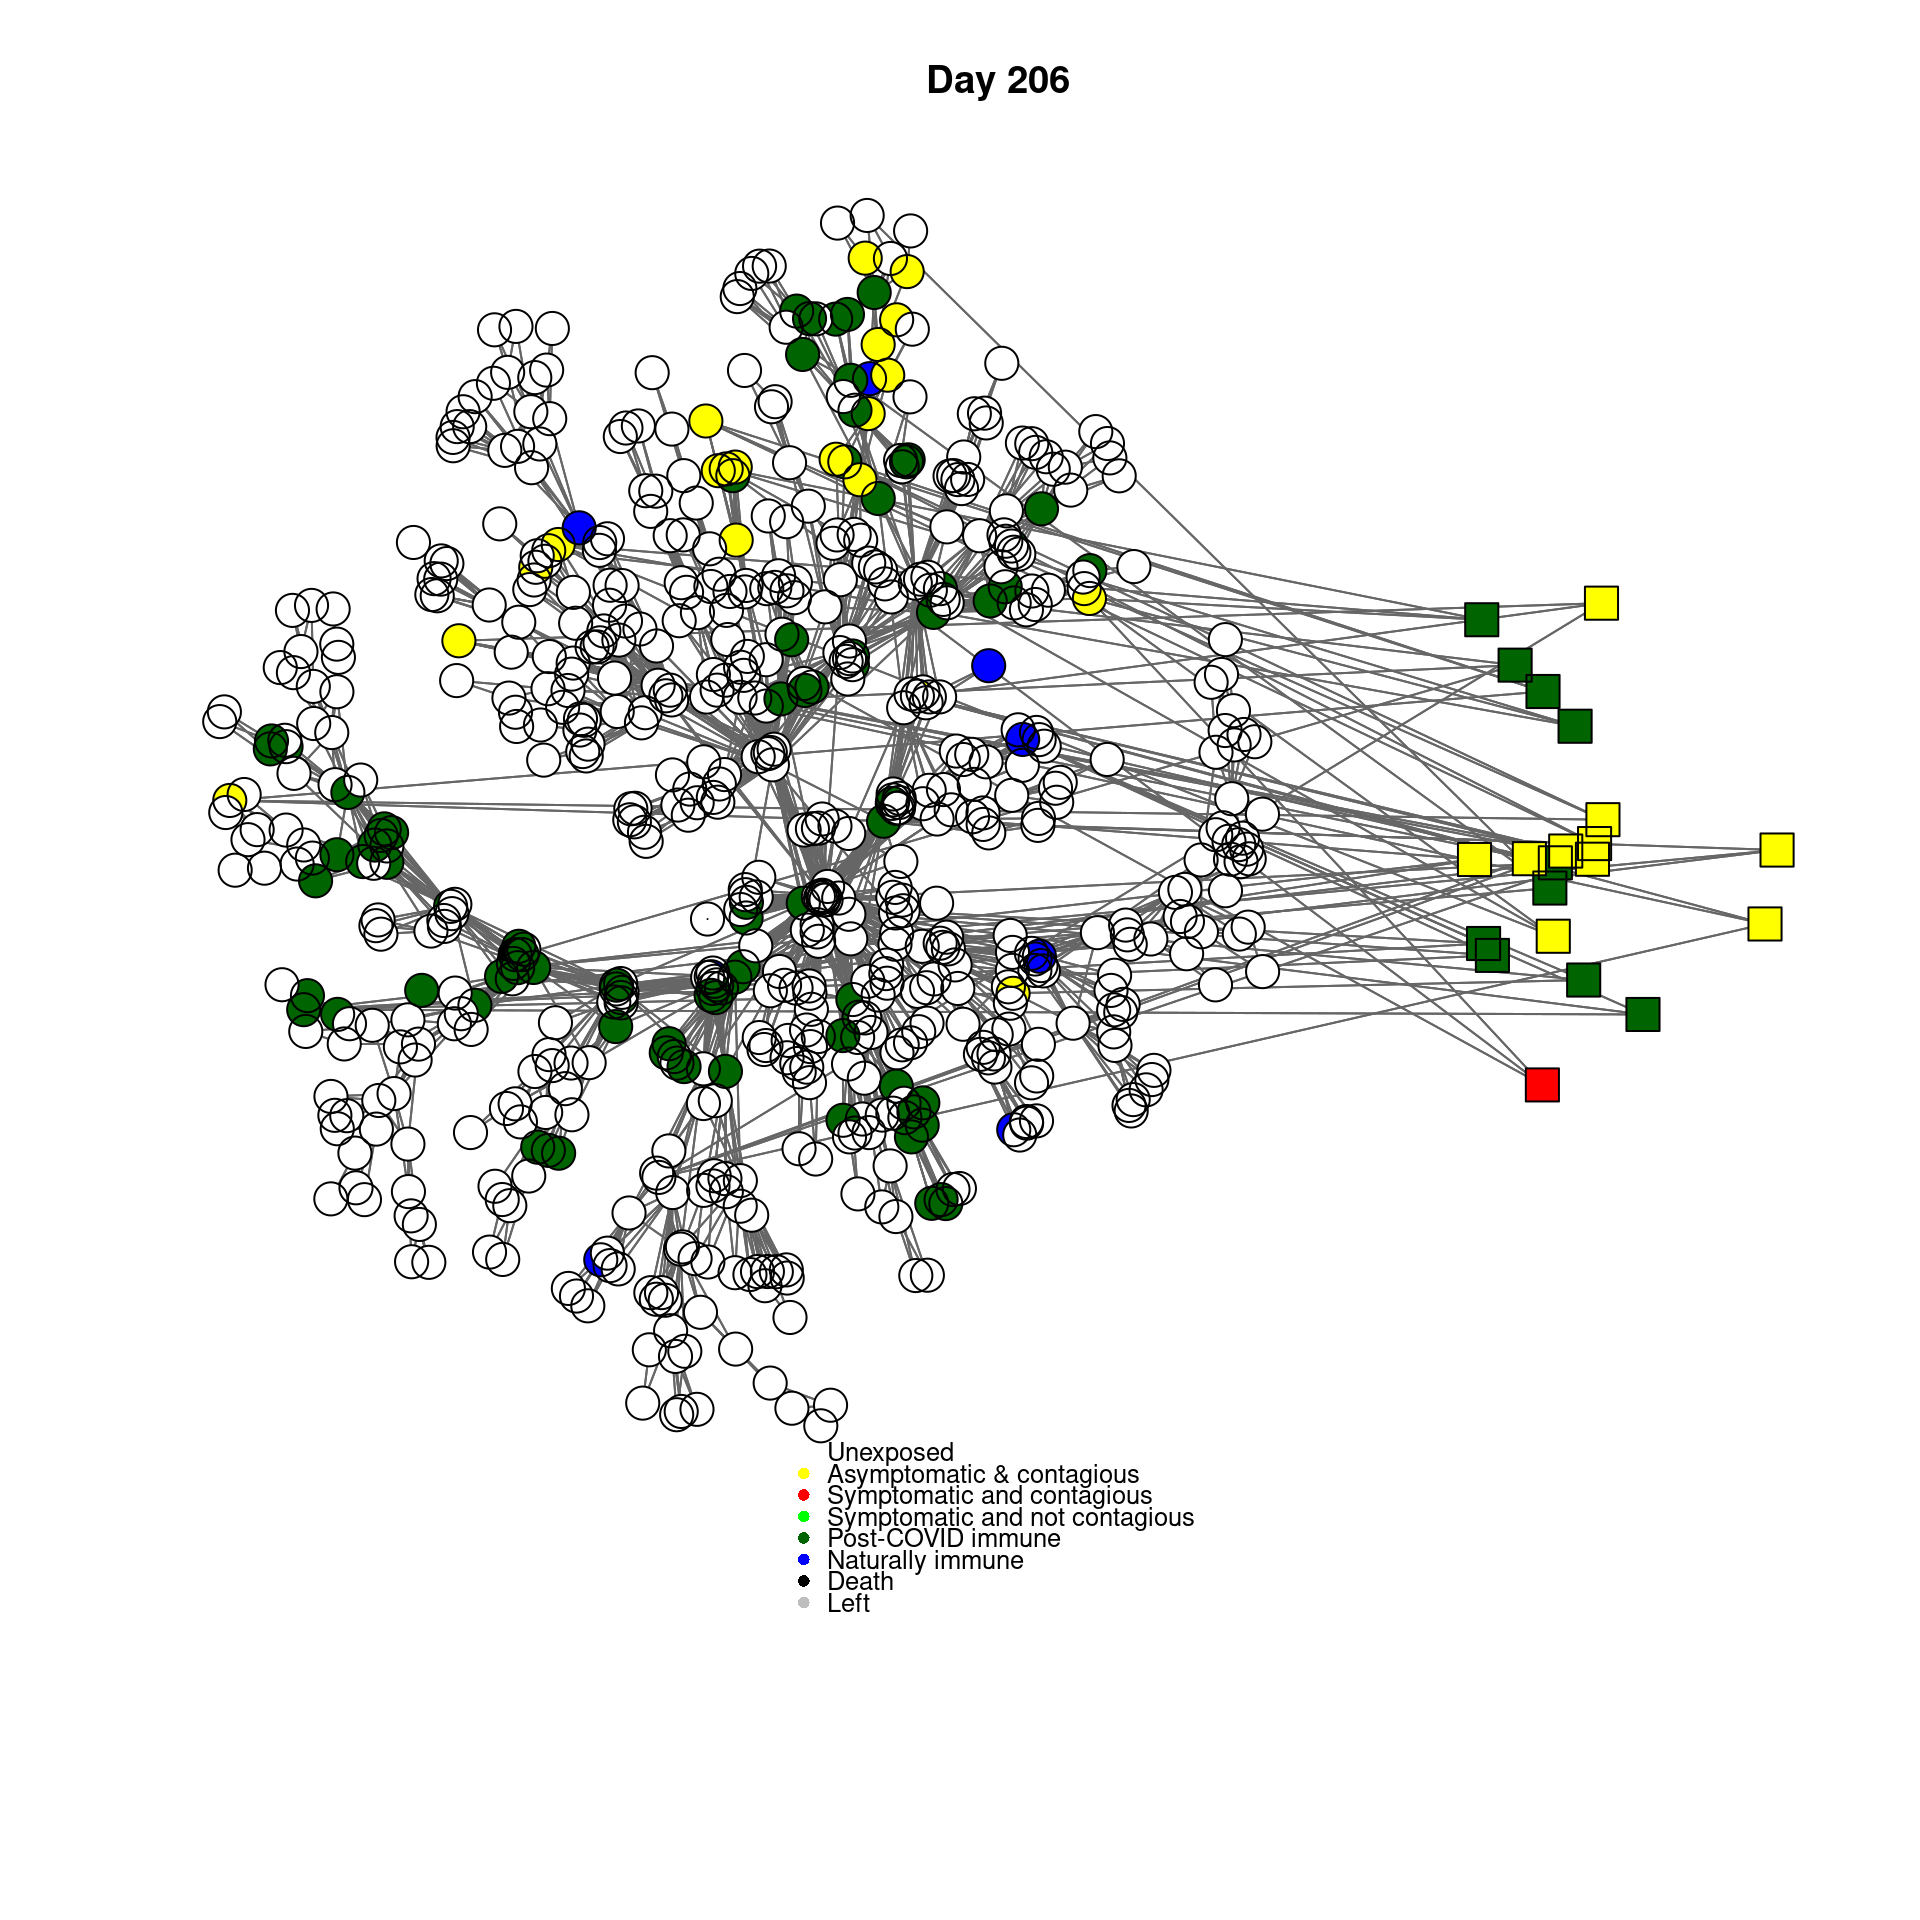 Day 206
Unexposed
Asymptomatic & contagious
Symptomatic and contagious
Symptomatic and not contagious
Post-COVID immune
Naturally immune
Death
Left